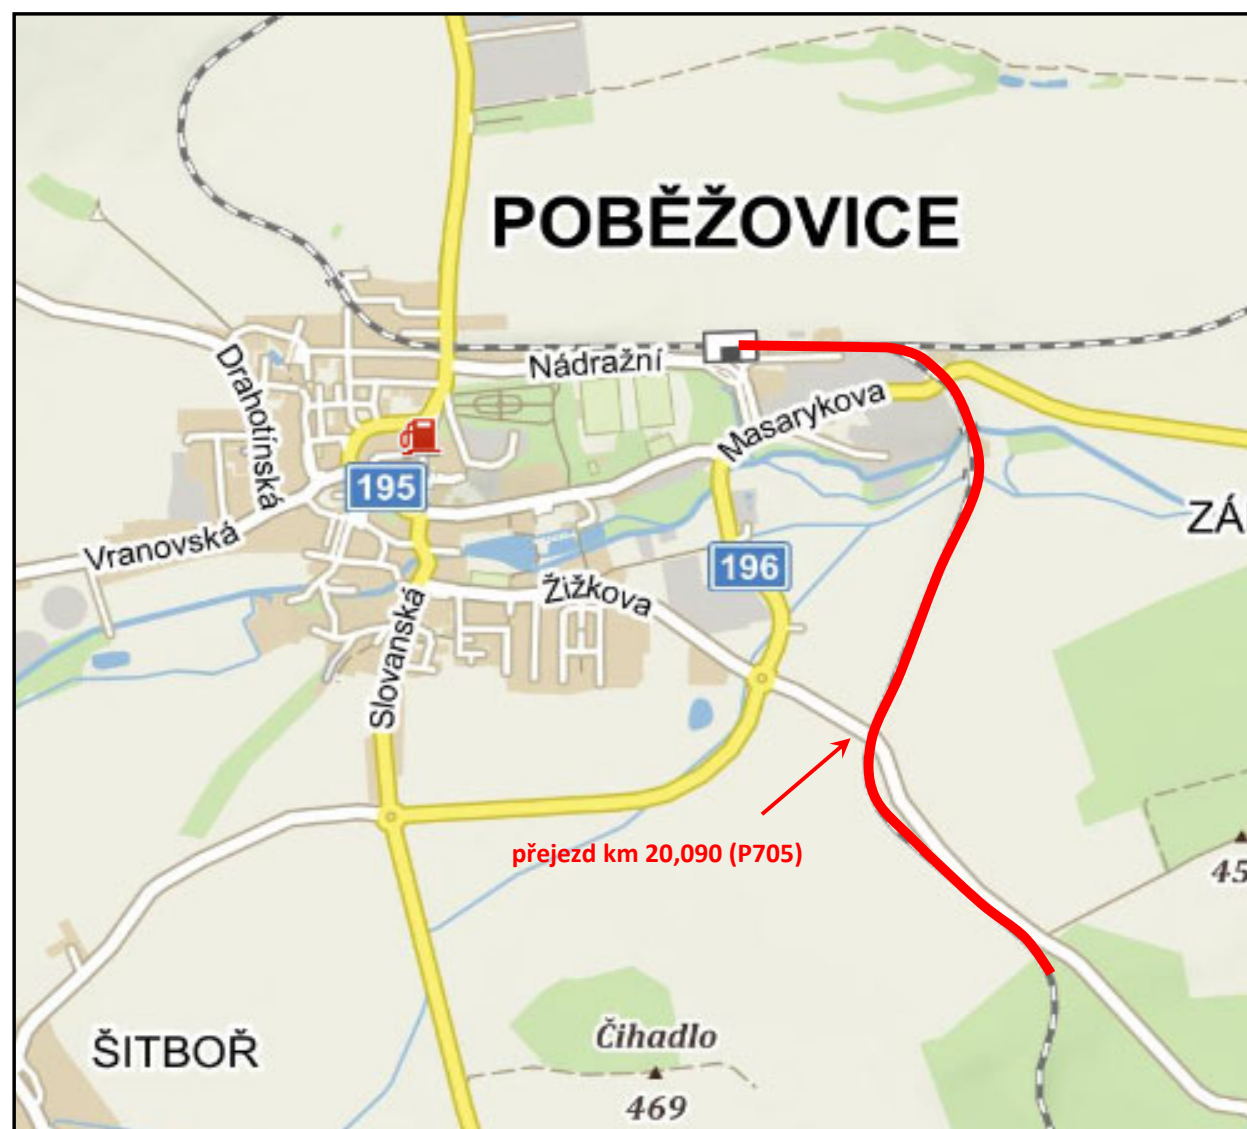 POBĚŽOVICE
Nádražní
Drahotínská
Masarykova
195
ZÁ
Vranovská
196
Žižkova
Slovanská
přejezd km 20,090 (P705)
45
Čihadlo
ŠITBOŘ
469